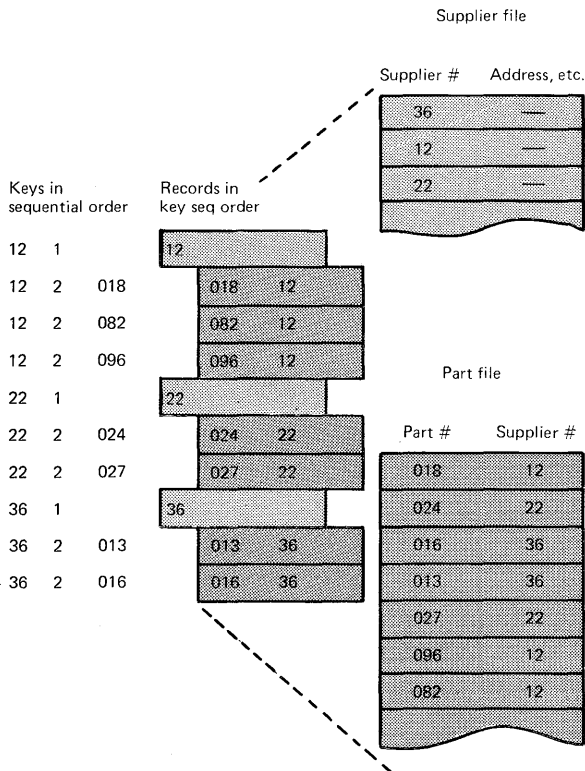 Supplier file
Supplier # Address, etc.
36 —
12 —
22 —
Keys in sequential order
Records in key seq order
12 1
12 2 018
12 2 082
12 2 096
22 1
22 2 024
22 2 027
36 1
36 2 013
36 2 016
12
018 12
082 12
096 12
22
024 22
027 22
36
013 36
016 36
Part file
Part # Supplier #
018 12
024 22
016 36
013 36
027 22
096 12
082 12